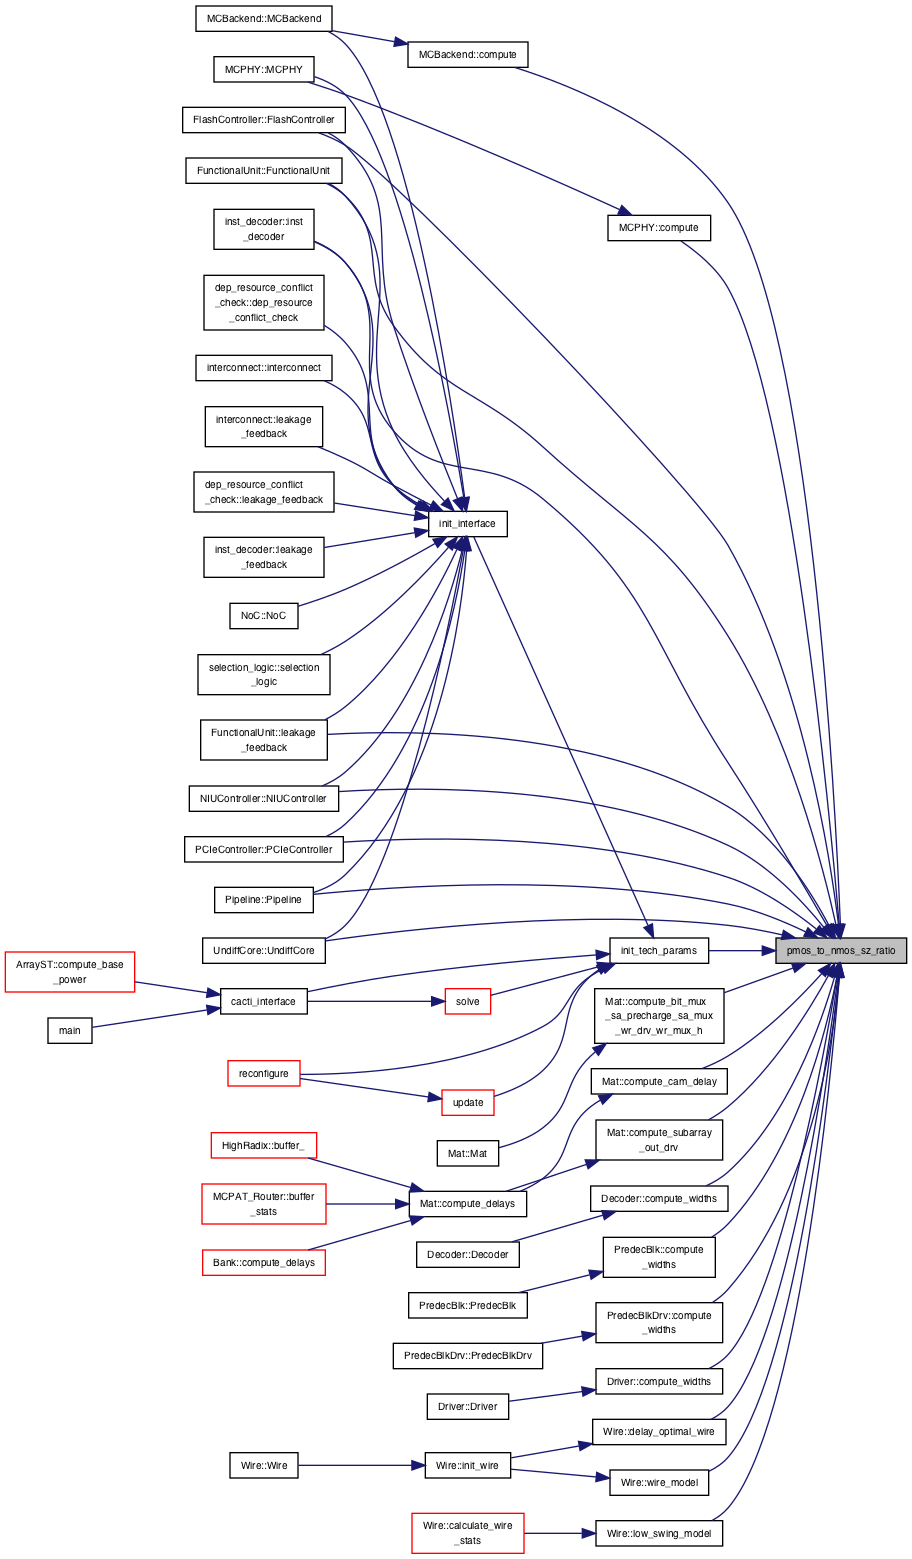 MCBackend::MCBackend
MCBackend::compute
MCPHY::MCPHY
FlashController::FlashController
FunctionalUnit::FunctionalUnit
inst_decoder::inst
_decoder
MCPHY::compute
dep_resource_conflict
_check::dep_resource
_conflict_check
interconnect::interconnect
interconnect::leakage
_feedback
dep_resource_conflict
_check::leakage_feedback
init_interface
inst_decoder::leakage
_feedback
NoC::NoC
selection_logic::selection
_logic
FunctionalUnit::leakage
_feedback
NIUController::NIUController
PCIeController::PCIeController
Pipeline::Pipeline
UndiffCore::UndiffCore
init_tech_params
pmos_to_nmos_sz_ratio
ArrayST::compute_base
_power
cacti_interface
solve
main
Mat::compute_bit_mux
_sa_precharge_sa_mux
_wr_drv_wr_mux_h
reconfigure
update
Mat::compute_cam_delay
HighRadix::buffer_
Mat::Mat
Mat::compute_subarray
_out_drv
MCPAT_Router::buffer
_stats
Mat::compute_delays
Decoder::compute_widths
Bank::compute_delays
Decoder::Decoder
PredecBlk::compute
_widths
PredecBlk::PredecBlk
PredecBlkDrv::compute
_widths
PredecBlkDrv::PredecBlkDrv
Driver::compute_widths
Driver::Driver
Wire::delay_optimal_wire
Wire::Wire
Wire::init_wire
Wire::wire_model
Wire::calculate_wire
_stats
Wire::low_swing_model